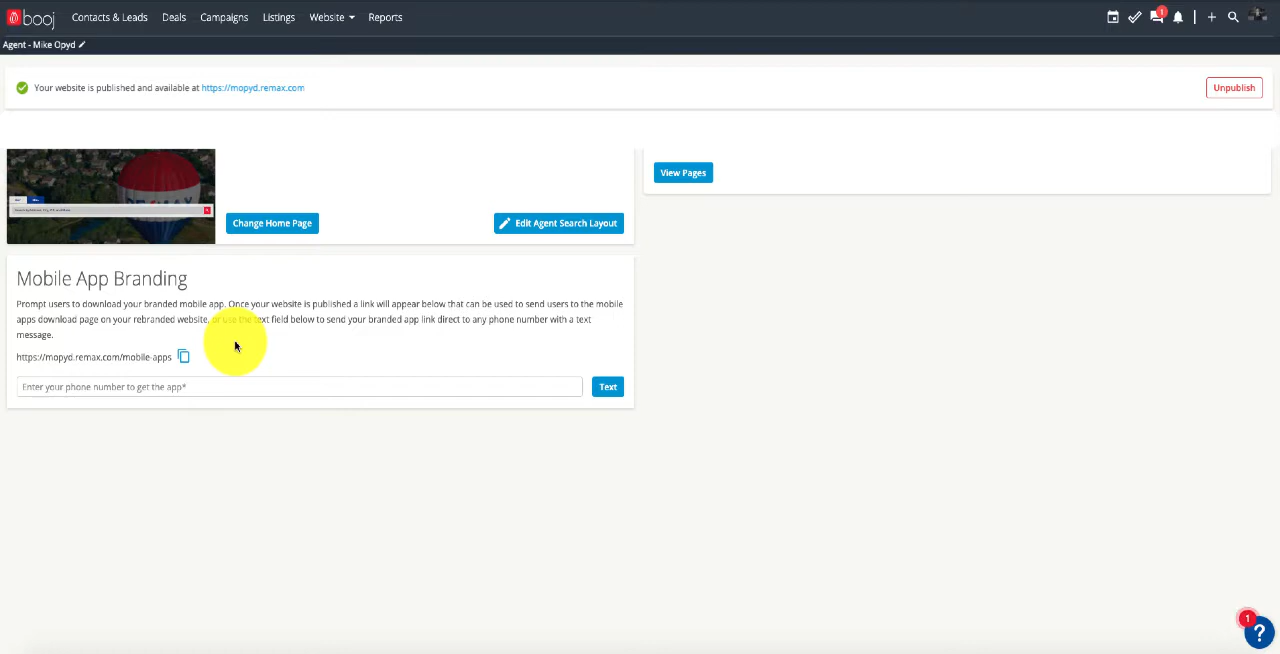 booj Contacts & Leads Deals Campaigns Listings Website Reports 1
Agent - Mike Opyd
Your website is published and available at https://mopyd.remax.com Unpublish
View Pages
Change Home Page Edit Agent Search Layout
Mobile App Branding
Prompt users to download your branded mobile app. Once your website is published a link will appear below that can be used to send users to the mobile
apps download page on your rebranded website, or use the text field below to send your branded app link direct to any phone number with a text
message.
https://mopyd.remax.com/mobile-apps
Enter your phone number to get the app* Text
1
?